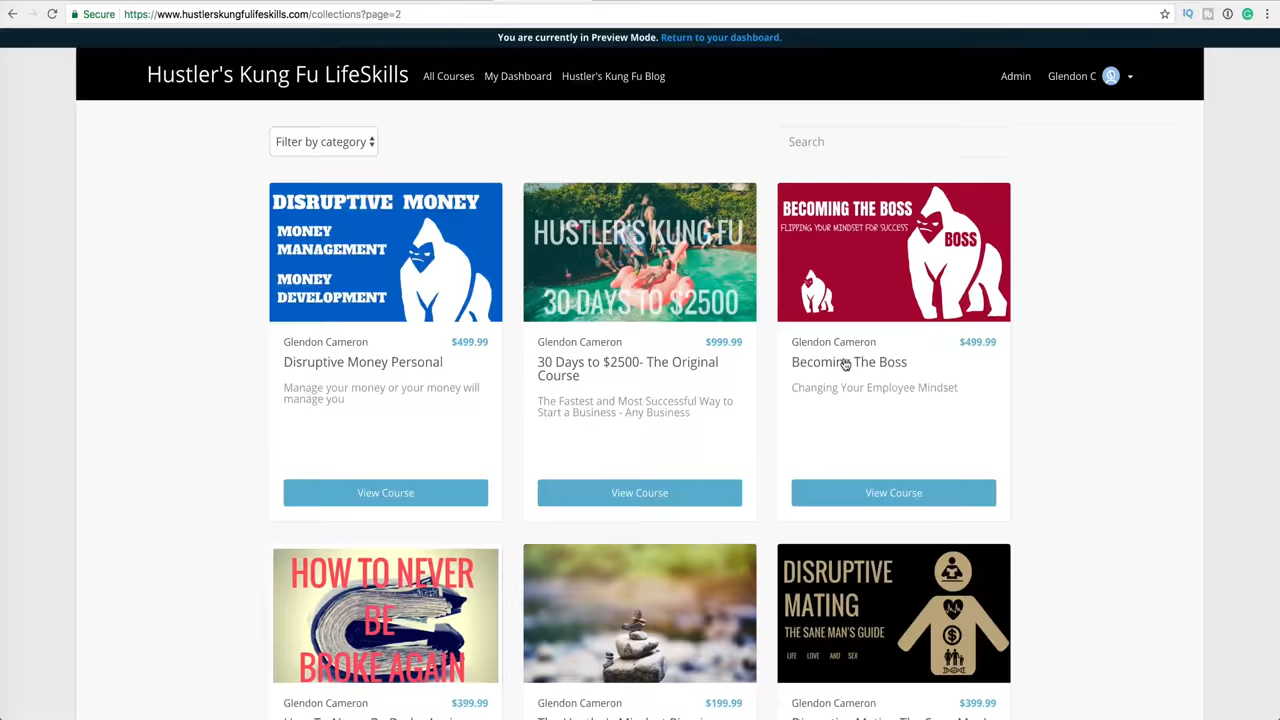 Secure
https://www.hustlerskungfulifeskills.com/collections?page=2
You are currently in Preview Mode. Return to your dashboard.
Hustler's Kung Fu LifeSkills
All Courses
My Dashboard
Hustler's Kung Fu Blog
Admin
Glendon C
Filter by category
Search
DISRUPTIVE MONEY
MONEY
MANAGEMENT
MONEY
DEVELOPMENT
Glendon Cameron
$499.99
Disruptive Money Personal
Manage your money or your money will
manage you
View Course
HUSTLER'S KUNG FU
30 DAYS TO $2500
Glendon Cameron
$999.99
30 Days to $2500- The Original
Course
The Fastest and Most Successful Way to
Start a Business - Any Business
View Course
BECOMING THE BOSS
FLIPPING YOUR MINDSET FOR SUCCESS
BOSS
Glendon Cameron
$499.99
Becoming The Boss
Changing Your Employee Mindset
View Course
HOW TO NEVER
BE
BROKE AGAIN
Glendon Cameron
$399.99
Glendon Cameron
$199.99
DISRUPTIVE
MATING
THE SANE MAN'S GUIDE
LIFE LOVE AND SEX
Glendon Cameron
$399.99